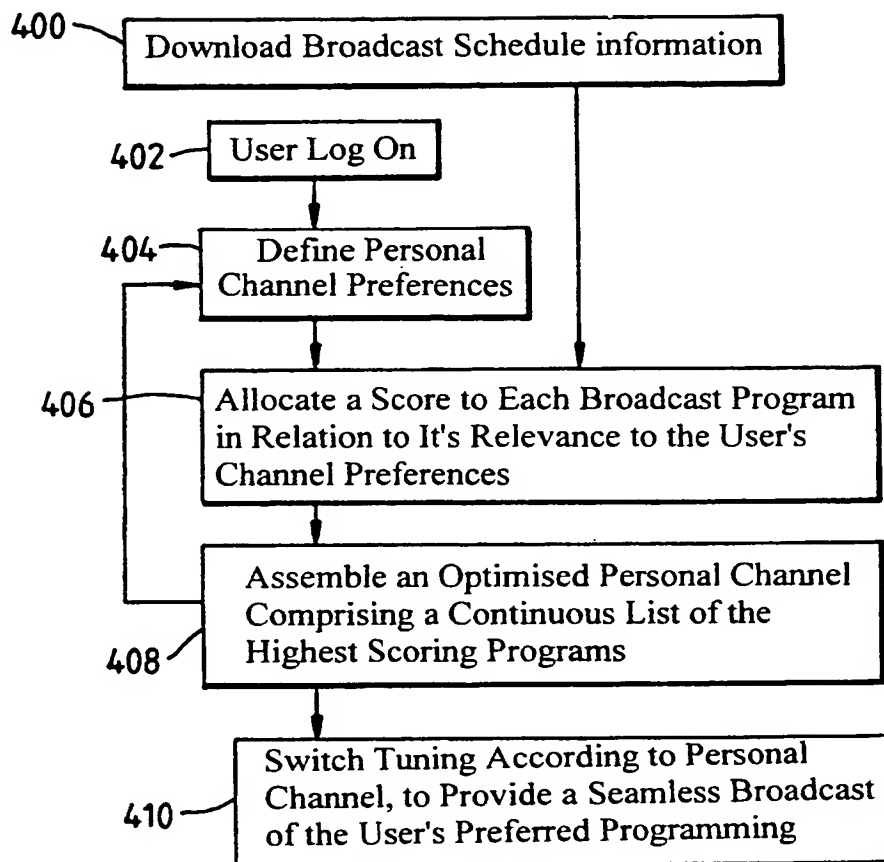 400
Download Broadcast Schedule information
402
User Log On
404
Define Personal
Channel Preferences
406
Allocate a Score to Each Broadcast Program
in Relation to It's Relevance to the User's
Channel Preferences
408
Assemble an Optimised Personal Channel
Comprising a Continuous List of the
Highest Scoring Programs
410
Switch Tuning According to Personal
Channel, to Provide a Seamless Broadcast
of the User's Preferred Programming